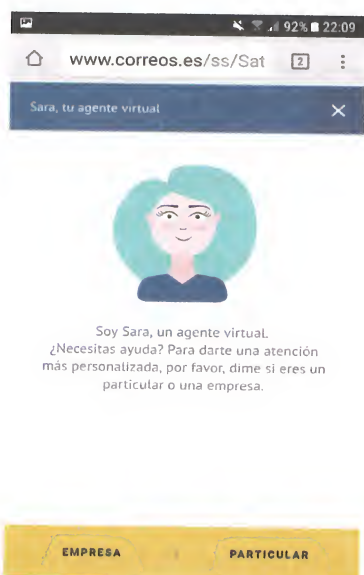 92% 22:09
www.correos.es/ss/Sat
2
Sara, tu agente virtual
Soy Sara, un agente virtual.
¿Necesitas ayuda? Para darte una atención
más personalizada, por favor, dime si eres un
particular o una empresa.
EMPRESA
PARTICULAR